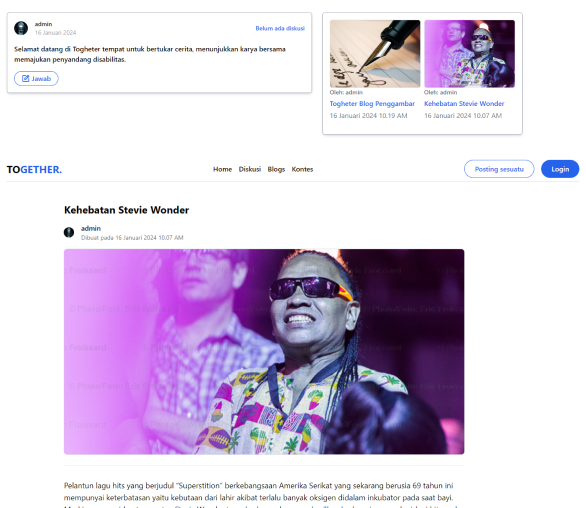 admin
16 Januari 2024
Belum ada diskusi
Selamat datang di Togheter tempat untuk bertukar cerita, menunjukkan karya bersama
memajukan penyandang disabilitas.
Jawab
Oleh: admin
Togheter Blog Penggambar
16 Januari 2024 10.19 AM
Oleh: admin
Kehebatan Stevie Wonder
16 Januari 2024 10.07 AM
TOGETHER.
Home Diskusi Blogs Kontes
Posting sesuatu
Login
Kehebatan Stevie Wonder
admin
Dibuat pada 16 Januari 2024 10.07 AM
Pelantun lagu hits yang berjudul "Superstition" berkebangsaan Amerika Serikat yang sekarang berusia 69 tahun ini
mempunyai keterbatasan yaitu kebutaan dari lahir akibat terlalu banyak oksigen didalam inkubator pada saat bayi.